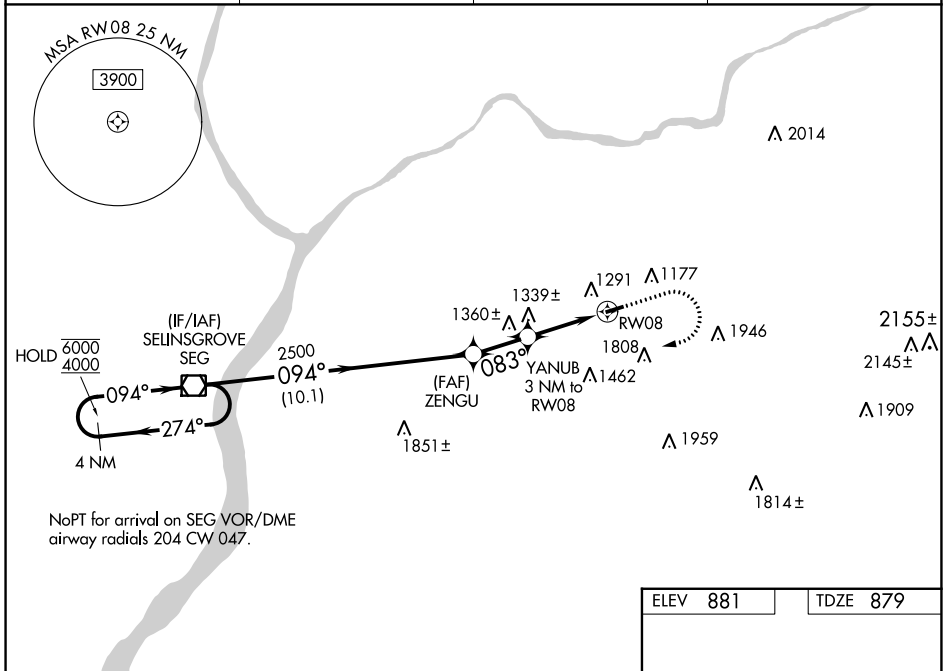 MSA RW08 25 NM
3900
2014
1291
1177
1339±
1360±
RW08
1946
2155±
2145±
1808
1462
YANUB
3 NM to
RW08
083°
(FAF)
ZENGU
(IF/IAF)
SELINSGROVE
SEG
2500
094°
(10.1)
HOLD 6000
4000
094°
274°
4 NM
1851±
1959
1909
1814±
NoPT for arrival on SEG VOR/DME
airway radials 204 CW 047.
ELEV 881
TDZE 879